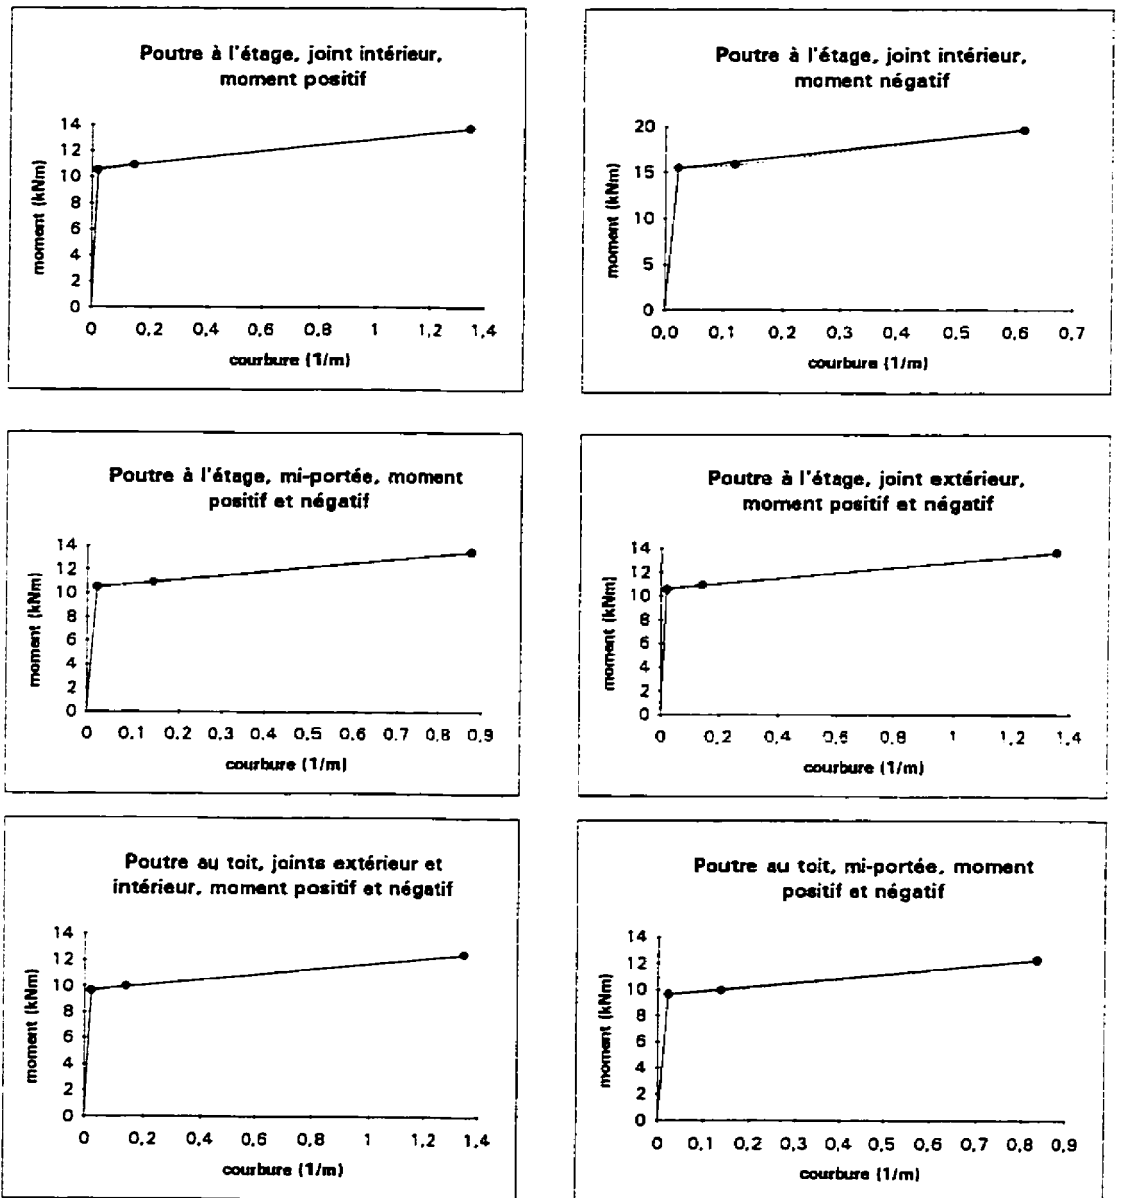 Poutre à l'étage, joint intérieur,
moment positif
14
12
10
8
6
4
2
0
moment (kNm)
0 0,2 0,4 0,6 0,8 1 1,2 1,4
courbure (1/m)
Poutre à l'étage, joint intérieur,
moment négatif
20
15
10
5
0
moment (kNm)
0,0 0,1 0,2 0,3 0,4 0,5 0,6 0,7
courbure (1/m)
Poutre à l'étage, mi-portée, moment
positif et négatif
14
12
10
8
6
4
2
0
moment (kNm)
0 0,1 0,2 0,3 0,4 0,5 0,6 0,7 0,8 0,9
courbure (1/m)
Poutre à l'étage, joint extérieur,
moment positif et négatif
14
12
10
8
6
4
2
0
moment (kNm)
0 0,2 0,4 0,6 0,8 1 1,2 1,4
courbure (1/m)
Poutre au toit, joints extérieur et
intérieur, moment positif et négatif
14
12
10
8
6
4
2
0
moment (kNm)
0 0,2 0,4 0,6 0,8 1 1,2 1,4
courbure (1/m)
Poutre au toit, mi-portée, moment
positif et négatif
14
12
10
8
6
4
2
0
moment (kNm)
0 0,1 0,2 0,3 0,4 0,5 0,6 0,7 0,8 0,9
courbure (1/m)